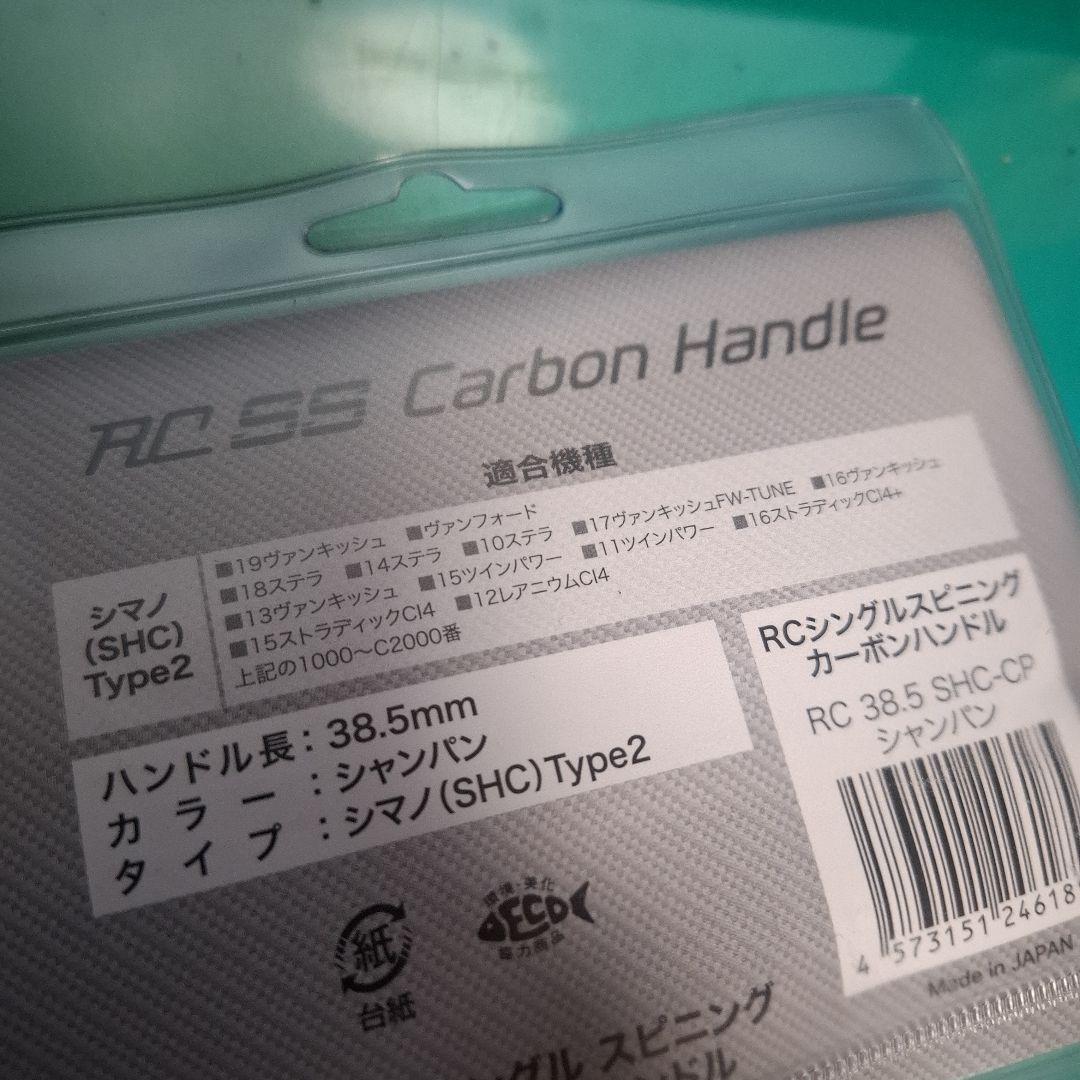 RC SS Carbon Handle
適合機種
シマノ
(SHC)
Type2
■19ヴァンキッシュ ■ヴァンフォード
■18ステラ ■14ステラ ■10ステラ ■17ヴァンキッシュFW-TUNE ■16ヴァンキッシュ
■13ヴァンキッシュ ■15ツインパワー ■11ツインパワー ■16ストラディックCI4+
■15ストラディックCI4 ■12レアニウムCI4
上記の1000〜C2000番
ハンドル長：38.5mm
カラー：シャンパン
タイプ：シマノ(SHC)Type2
RCシングルスピニング
カーボンハンドル
RC 38.5 SHC-CP
シャンパン
4 573151 24618
Made in JAPAN
紙
台紙
環境・美化
ECO
協力商品
グル スピニング
ンドル